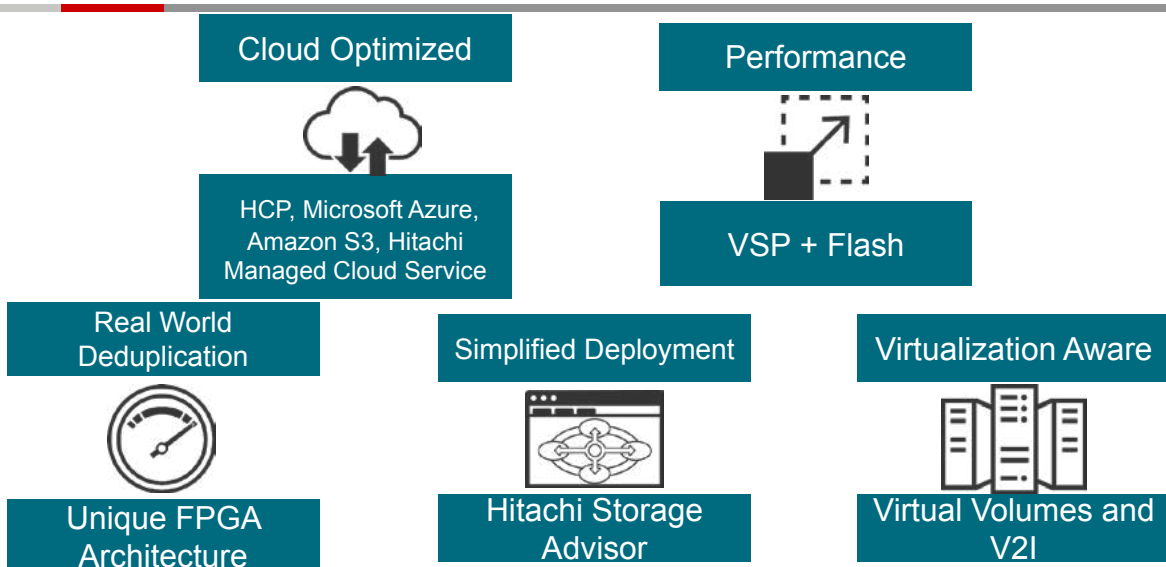 Cloud Optimized
HCP, Microsoft Azure,
Amazon S3, Hitachi
Managed Cloud Service
Performance
VSP + Flash
Real World
Deduplication
Unique FPGA
Architecture
Simplified Deployment
Hitachi Storage
Advisor
Virtualization Aware
Virtual Volumes and
V2I